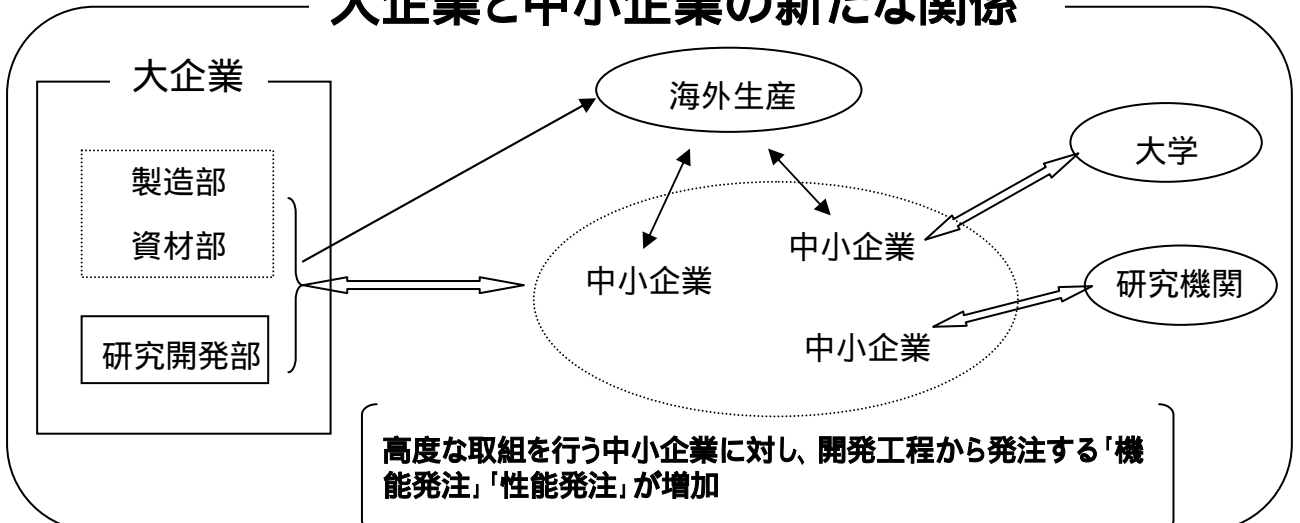 大企業と中小企業の新たな関係
大企業
海外生産
大学
製造部
資材部
中小企業
中小企業
研究機関
中小企業
研究開発部
高度な取組を行う中小企業に対し、開発工程から発注する「機
能発注」「性能発注」が増加